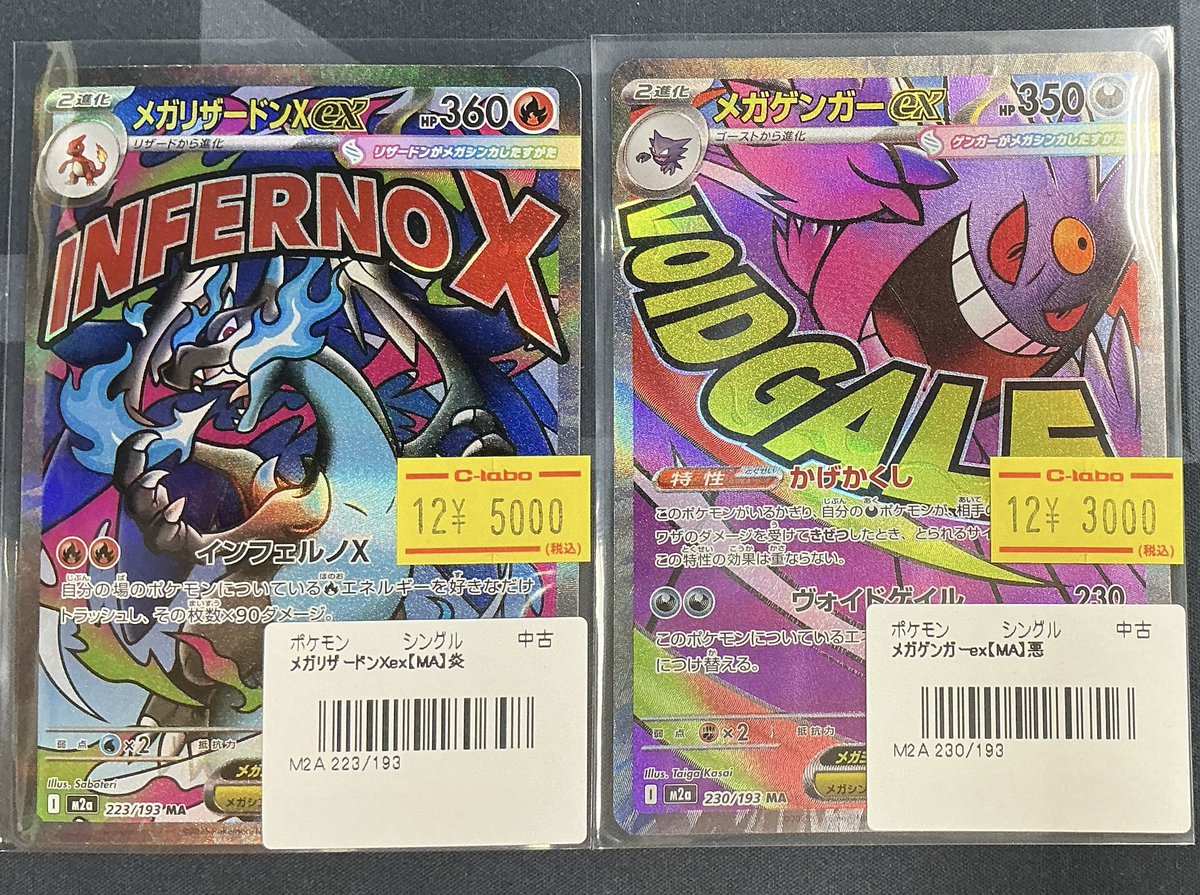 2進化
メガリザードンXex
HP360
リザードから進化
リザードンがメガシンカしたすがた
INFERNO X
C-labo
12¥ 5000
(税込)
インフェルノX
自分の場のポケモンについているエネルギーを好きなだけ
トラッシュし、その枚数×90ダメージ。
ポケモン シングル 中古
メガリザードンXex【MA】炎
M2A 223/193
弱点 ×2 抵抗力
Illus. Saboteri
I m2a 223/193 MA
2進化
メガゲンガーex
HP350
ゴーストから進化
ゲンガーがメガシンカしたすがた
VOIDGALE
特性 かげかくし
このポケモンがいるかぎり、自分のポケモンが、相手の
ワザのダメージを受けてきぜつしたとき、とられるサイ
この特性の効果は重ならない。
C-labo
12¥ 3000
(税込)
ヴォイドゲイル 230
このポケモンについているエネ
につけ替える。
ポケモン シングル 中古
メガゲンガーex【MA】悪
M2A 230/193
弱点 ×2 抵抗力
Illus. Taiga Kasai
I m2a 230/193 MA